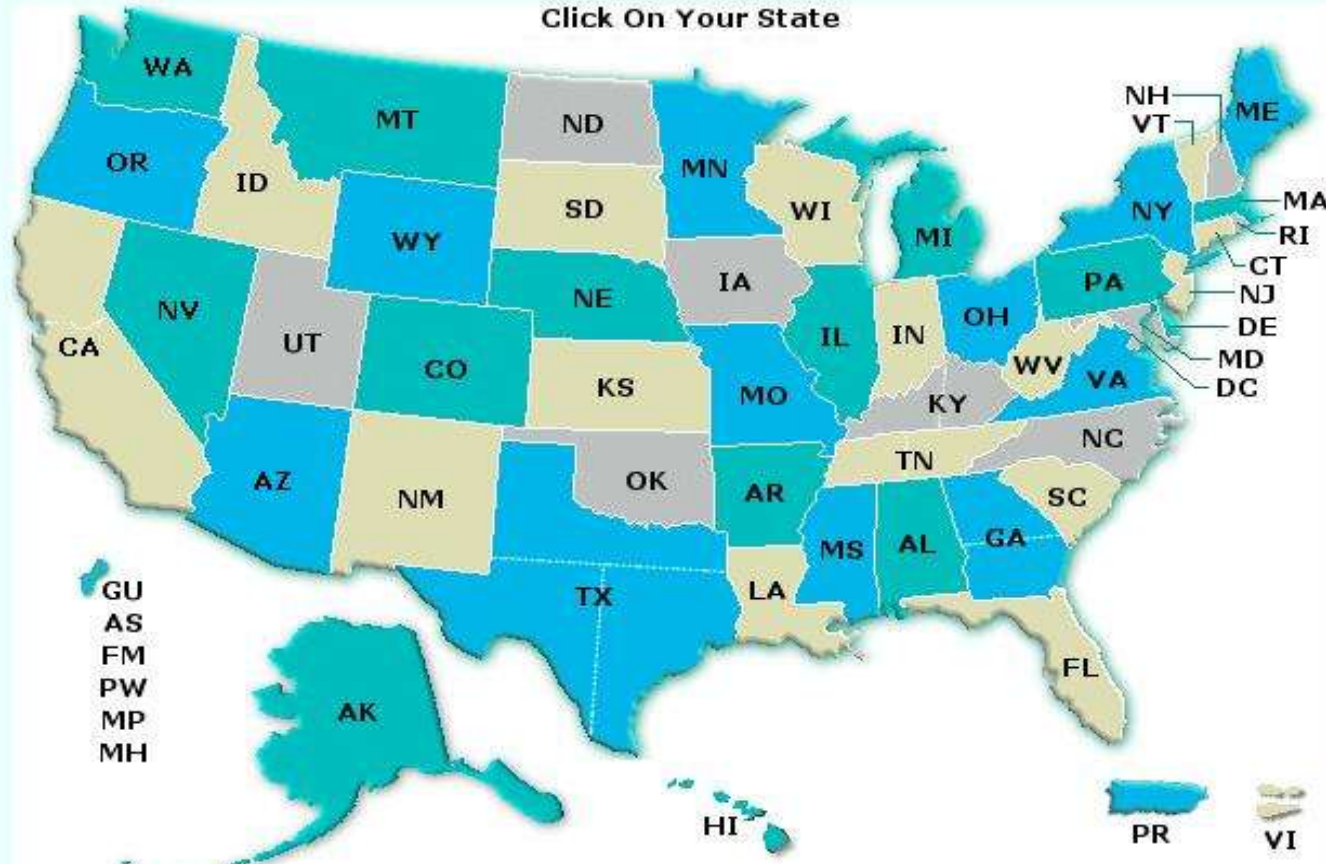 Click On Your State
WA
MT
ND
MN
NH
VT
ME
OR
ID
SD
WI
MI
NY
MA
RI
WY
IA
CT
NV
NE
PA
NJ
UT
CO
IL
IN
OH
DE
MD
DC
CA
KS
MO
KY
WV
VA
NC
AZ
NM
OK
AR
TN
SC
MS
AL
GA
TX
LA
FL
GU
AS
FM
PW
MP
MH
AK
HI
PR
VI